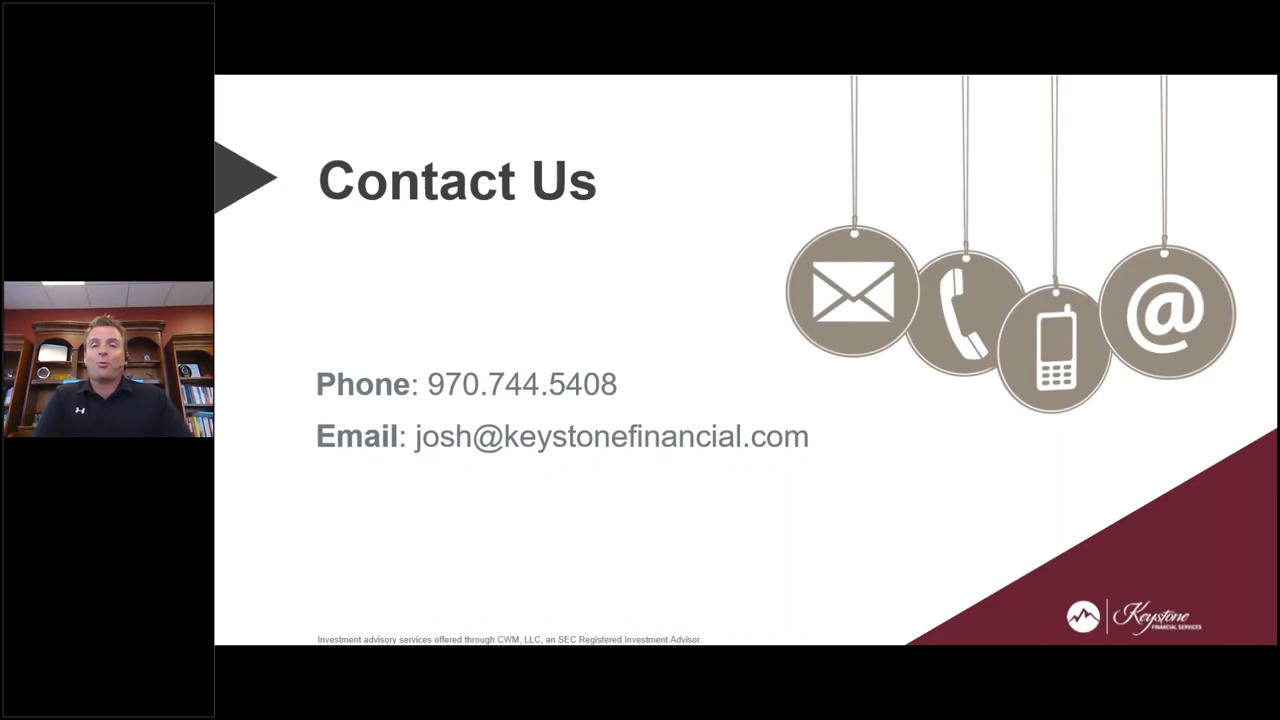 Contact Us
Phone: 970.744.5408
Email: josh@keystonefinancial.com
Investment advisory services offered through CWM, LLC, an SEC Registered Investment Advisor.
Keystone
FINANCIAL SERVICES